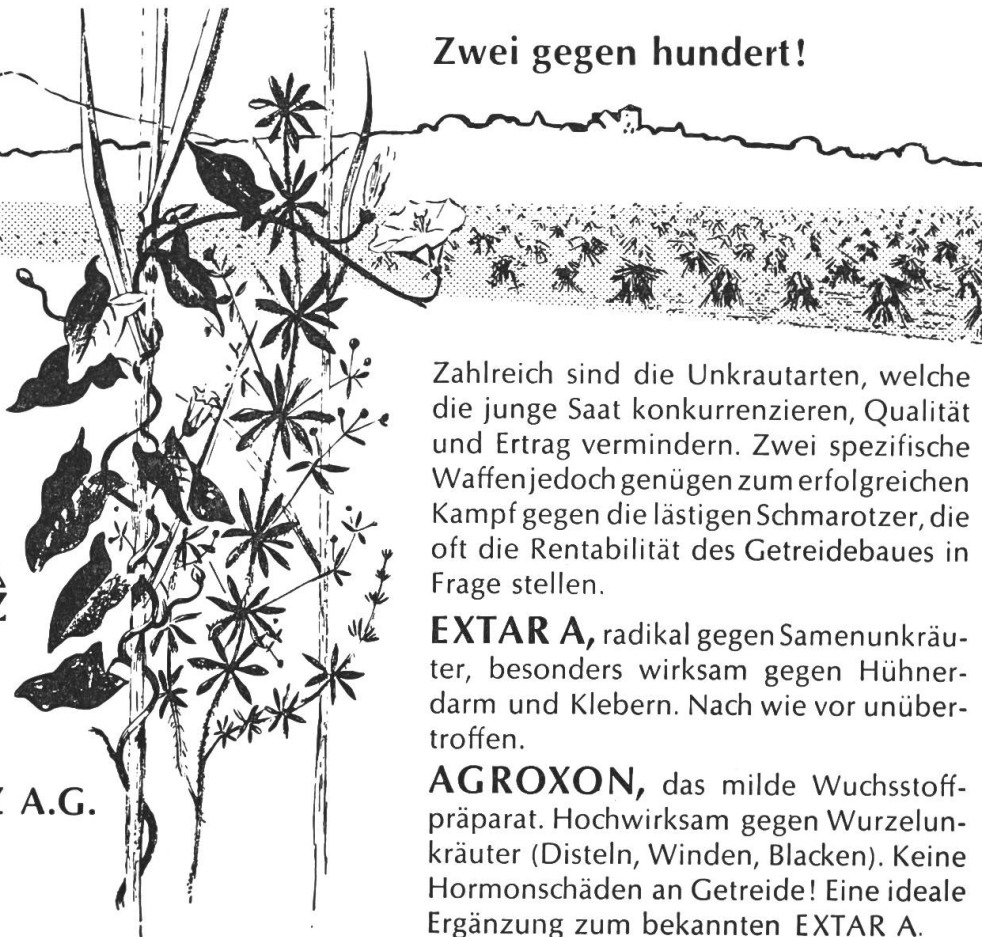 Zwei gegen hundert!
Zahlreich sind die Unkrautarten, welche
die junge Saat konkurrenzieren, Qualität
und Ertrag vermindern. Zwei spezifische
Waffen jedoch genügen zum erfolgreichen
Kampf gegen die lästigen Schmarotzer, die
oft die Rentabilität des Getreidebaues in
Frage stellen.
EXTAR A, radikal gegen Samenunkräu-
ter, besonders wirksam gegen Hühner-
darm und Klebern. Nach wie vor unüber-
troffen.
A.G.
AGROXON, das milde Wuchsstoff-
präparat. Hochwirksam gegen Wurzelun-
kräuter (Disteln, Winden, Blacken). Keine
Hormonschäden an Getreide! Eine ideale
Ergänzung zum bekannten EXTAR A.